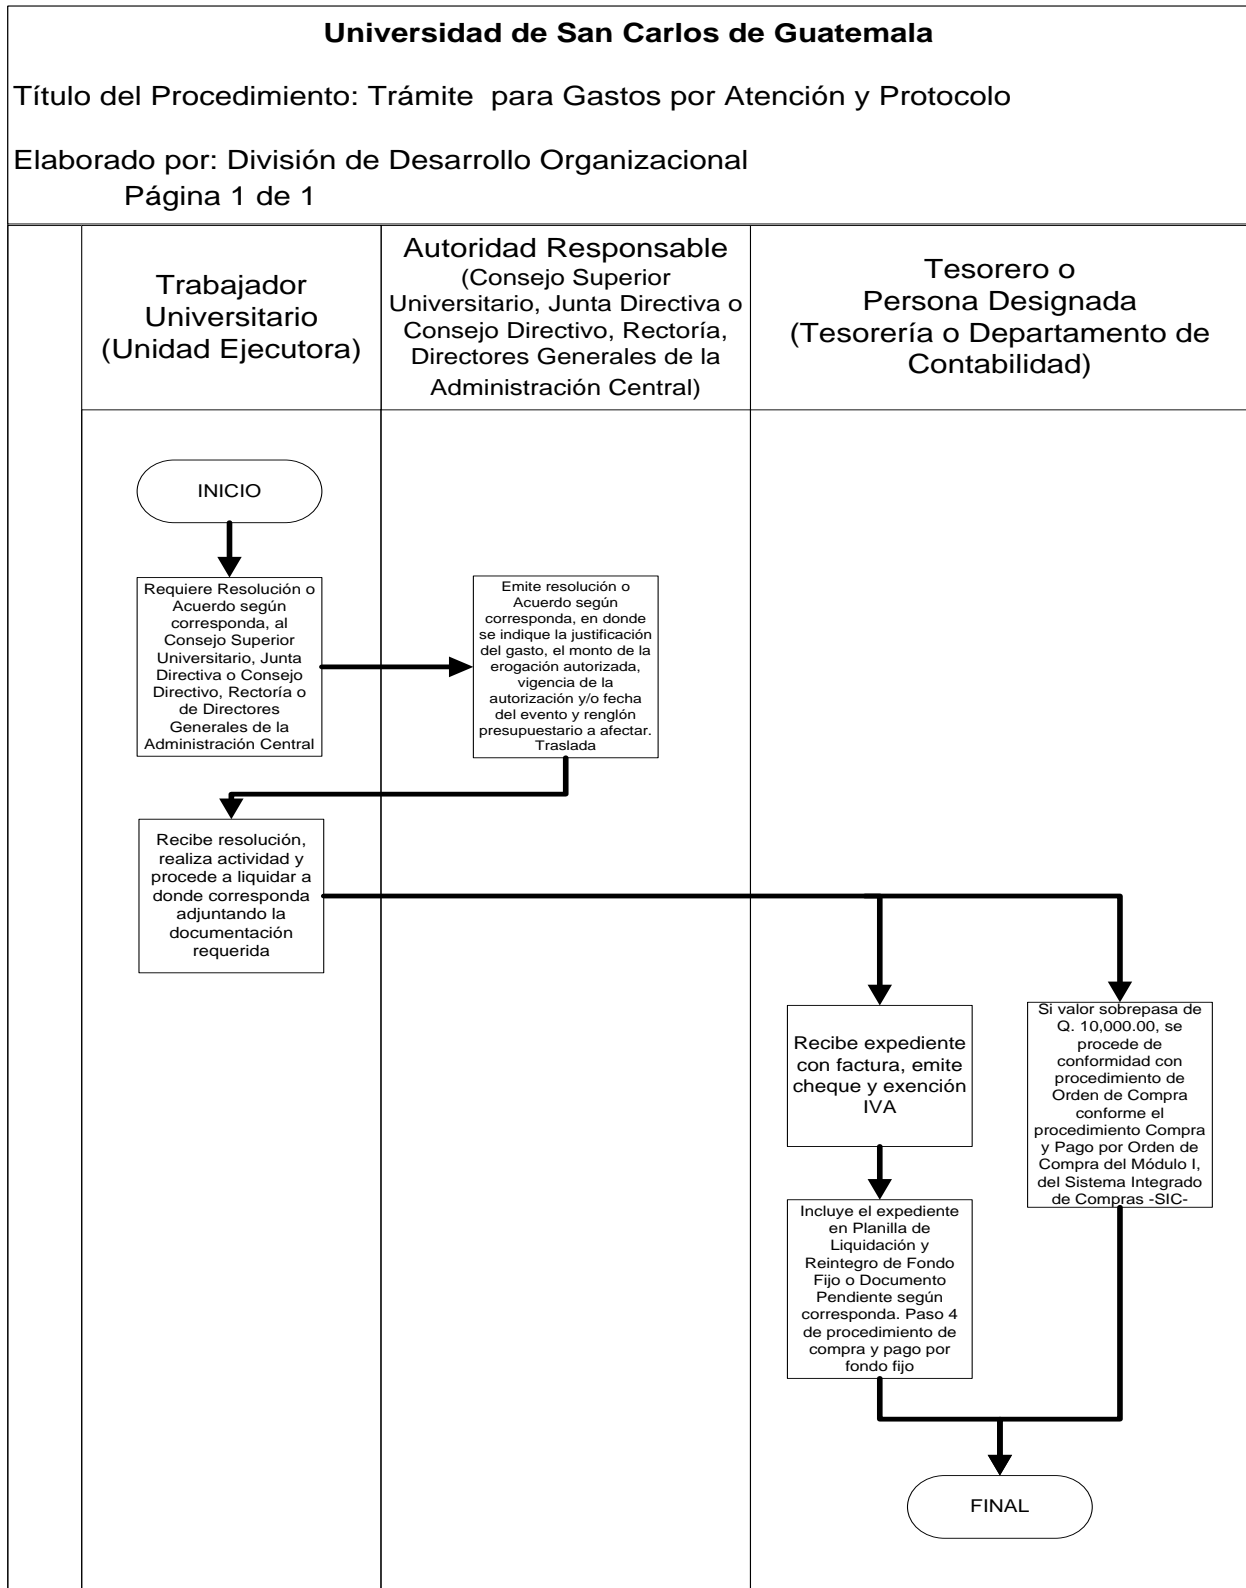 Universidad de San Carlos de Guatemala
Título del Procedimiento: Trámite para Gastos por Atención y Protocolo
Elaborado por: División de Desarrollo Organizacional
Página 1 de 1
Trabajador
Universitario
(Unidad Ejecutora)
Autoridad Responsable
(Consejo Superior
Universitario, Junta Directiva o
Consejo Directivo, Rectoría,
Directores Generales de la
Administración Central)
Tesorero o
Persona Designada
(Tesorería o Departamento de
Contabilidad)
INICIO
Requiere Resolución o
Acuerdo según
corresponda, al
Consejo Superior
Universitario, Junta
Directiva o Consejo
Directivo, Rectoría o
de Directores
Generales de la
Administración Central
Emite resolución o
Acuerdo según
corresponda, en donde
se indique la justificación
del gasto, el monto de la
erogación autorizada,
vigencia de la
autorización y/o fecha
del evento y renglón
presupuestario a afectar.
Traslada
Recibe resolución,
realiza actividad y
procede a liquidar a
donde corresponda
adjuntando la
documentación
requerida
Recibe expediente
con factura, emite
cheque y exención
IVA
Si valor sobrepasa de
Q. 10,000.00, se
procede de
conformidad con
procedimiento de
Orden de Compra
conforme el
procedimiento Compra
y Pago por Orden de
Compra del Módulo I,
del Sistema Integrado
de Compras -SIC-
Incluye el expediente
en Planilla de
Liquidación y
Reintegro de Fondo
Fijo o Documento
Pendiente según
corresponda. Paso 4
de procedimiento de
compra y pago por
fondo fijo
FINAL